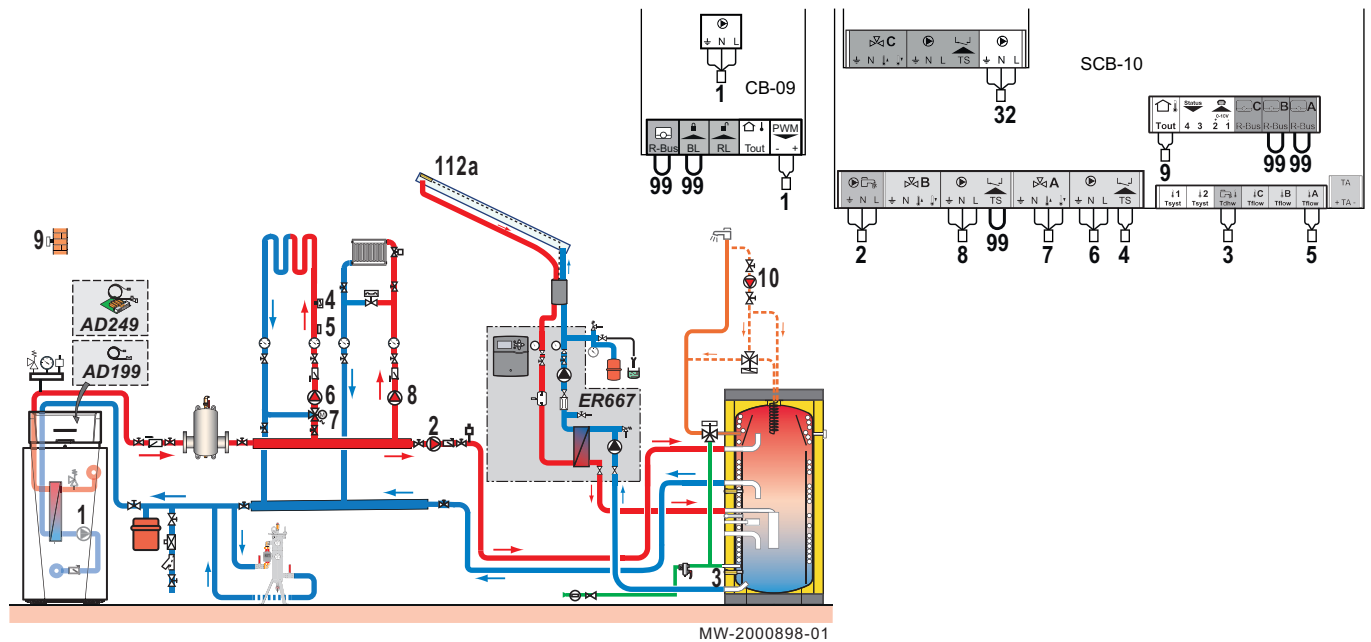 N L
1
CB-09
R-Bus BL RL Tout PWM
- +
99 99 1
C
N N L TS N L
32
SCB-10
Status 0-10V C B A
Tout 4 3 2 1 R-Bus R-Bus R-Bus
9 99 99
B A
N L N N L TS N N L TS
2 8 99 7 6 4
1 2 C B A
Tsyst Tsyst Tdhw Tflow Tflow Tflow
3 5
TA
+ TA -
112a
9
10
AD249
AD199
4
5
6
7
8
2
ER667
1
3
MW-2000898-01